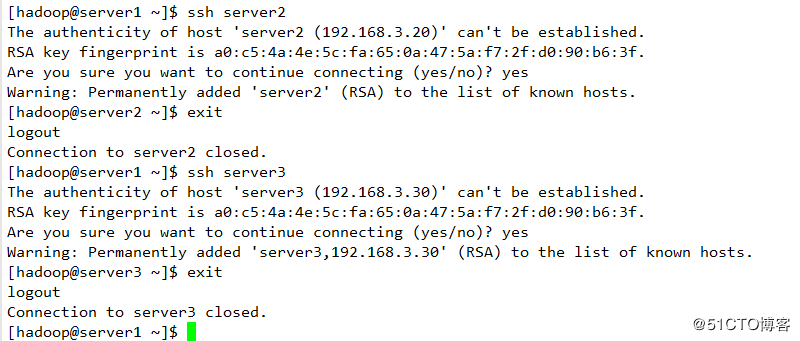 [hadoop@server1 ~]$ ssh server2
The authenticity of host 'server2 (192.168.3.20)' can't be established.
RSA key fingerprint is a0:c5:4a:4e:5c:fa:65:0a:47:5a:f7:2f:d0:90:b6:3f.
Are you sure you want to continue connecting (yes/no)? yes
Warning: Permanently added 'server2' (RSA) to the list of known hosts.
[hadoop@server2 ~]$ exit
logout
Connection to server2 closed.
[hadoop@server1 ~]$ ssh server3
The authenticity of host 'server3 (192.168.3.30)' can't be established.
RSA key fingerprint is a0:c5:4a:4e:5c:fa:65:0a:47:5a:f7:2f:d0:90:b6:3f.
Are you sure you want to continue connecting (yes/no)? yes
Warning: Permanently added 'server3,192.168.3.30' (RSA) to the list of known hosts.
[hadoop@server3 ~]$ exit
logout
Connection to server3 closed.
[hadoop@server1 ~]$
@51CTO博客